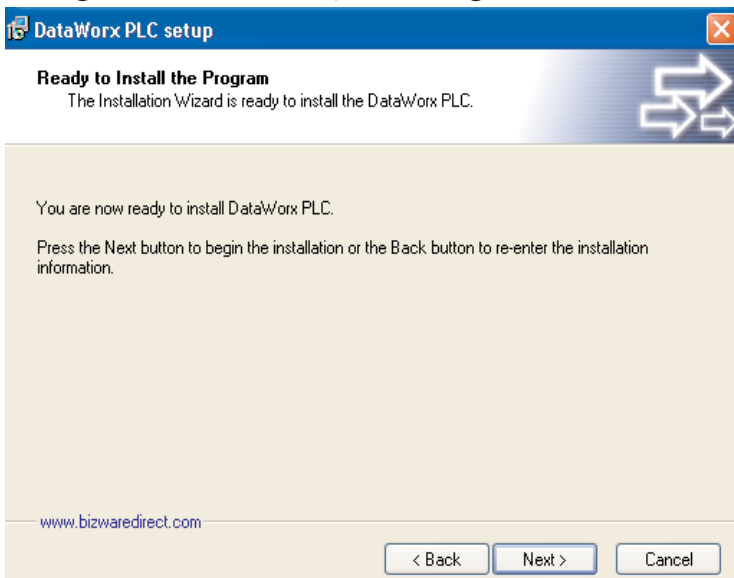 DataWorx PLC setup
Ready to Install the Program
The Installation Wizard is ready to install the DataWorx PLC.
You are now ready to install DataWorx PLC.
Press the Next button to begin the installation or the Back button to re-enter the installation
information.
www.bizwaredirect.com
< Back Next > Cancel